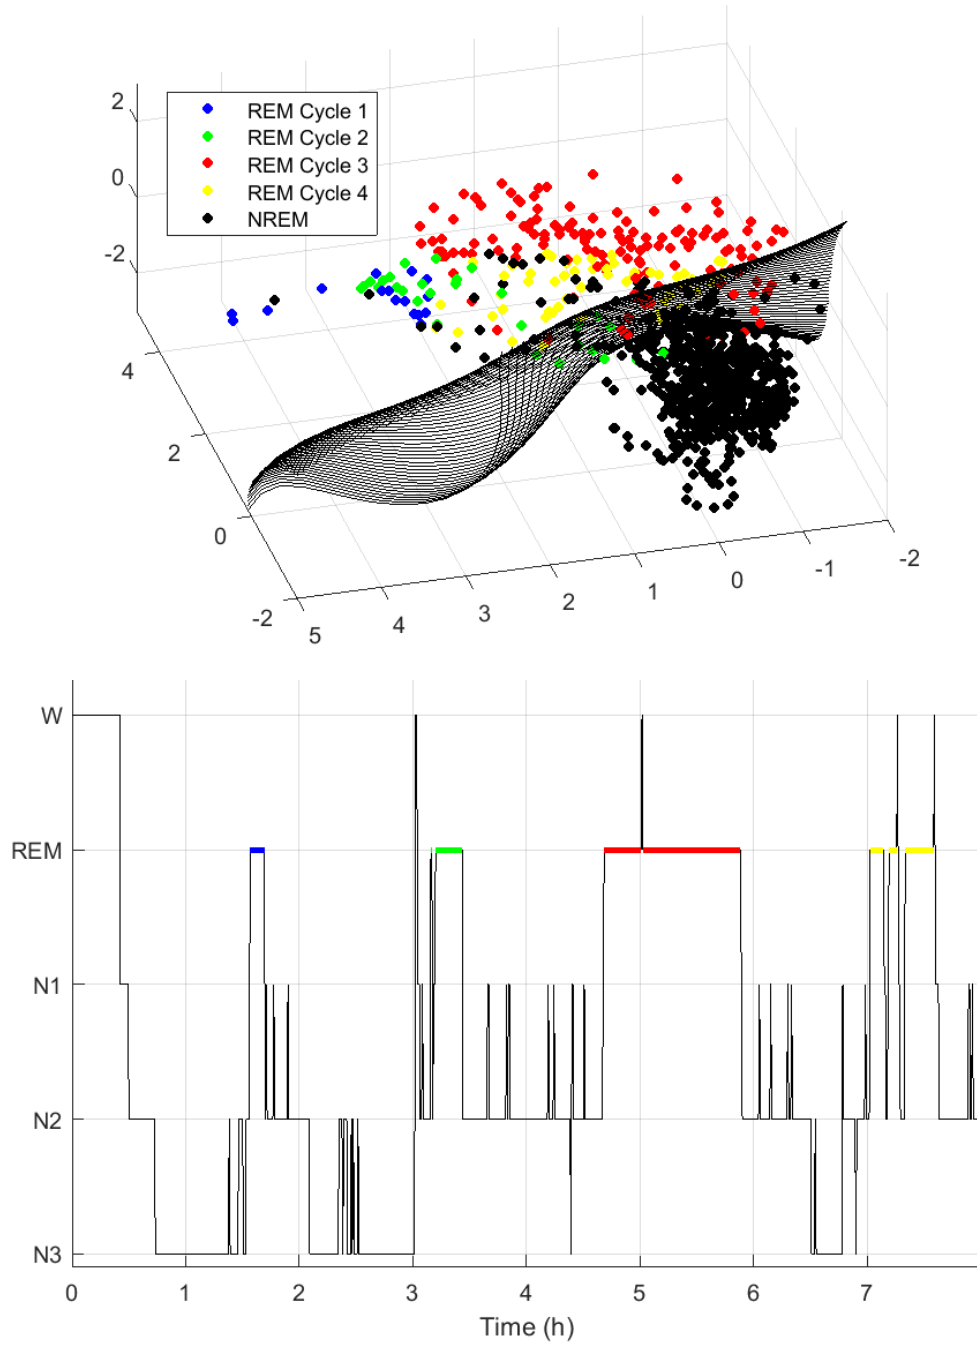 2
0
-2
REM Cycle 1
REM Cycle 2
REM Cycle 3
REM Cycle 4
NREM
4
2
0
-2
5
4
3
2
1
0
-1
-2
W
REM
N1
N2
N3
0 1 2 3 4 5 6 7
Time (h)